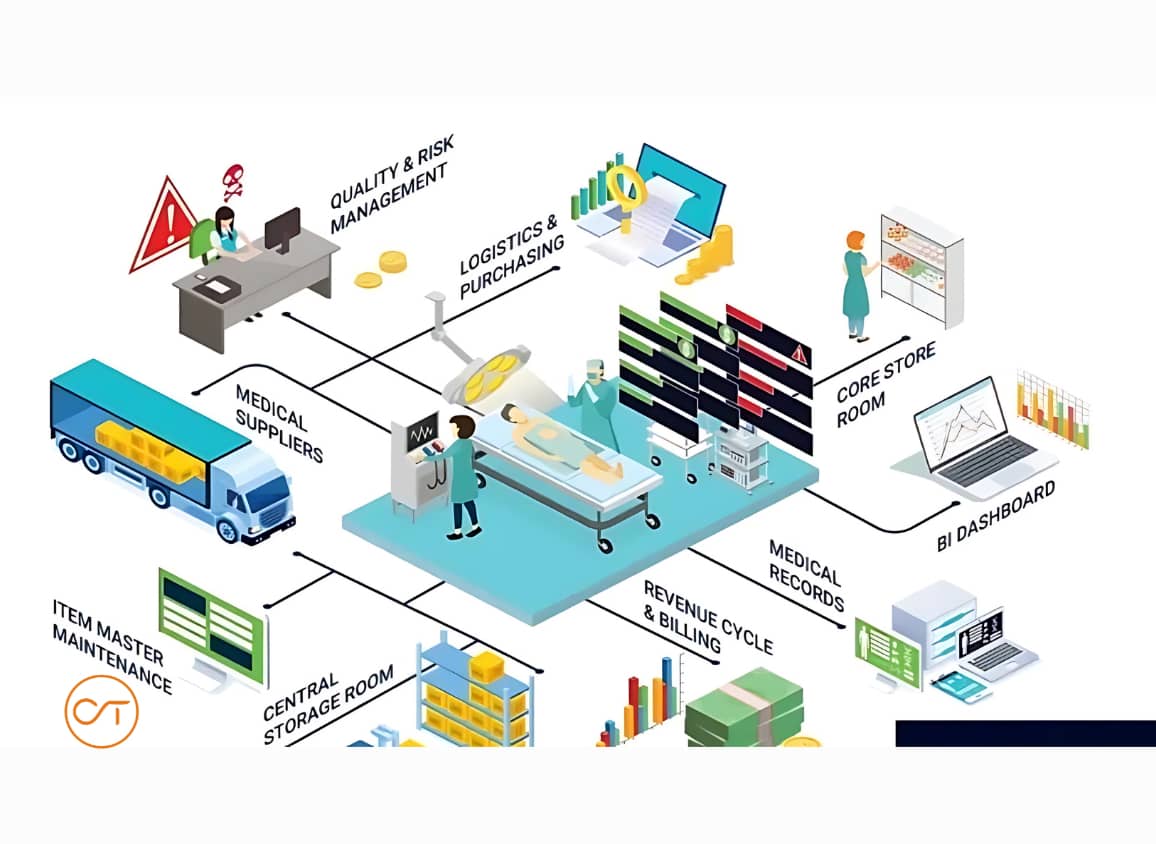 QUALITY & RISK
MANAGEMENT
LOGISTICS &
PURCHASING
MEDICAL
SUPPLIERS
CORE STORE
ROOM
BI DASHBOARD
MEDICAL
RECORDS
REVENUE CYCLE
& BILLING
ITEM MASTER
MAINTENANCE
CENTRAL
STORAGE ROOM
CT